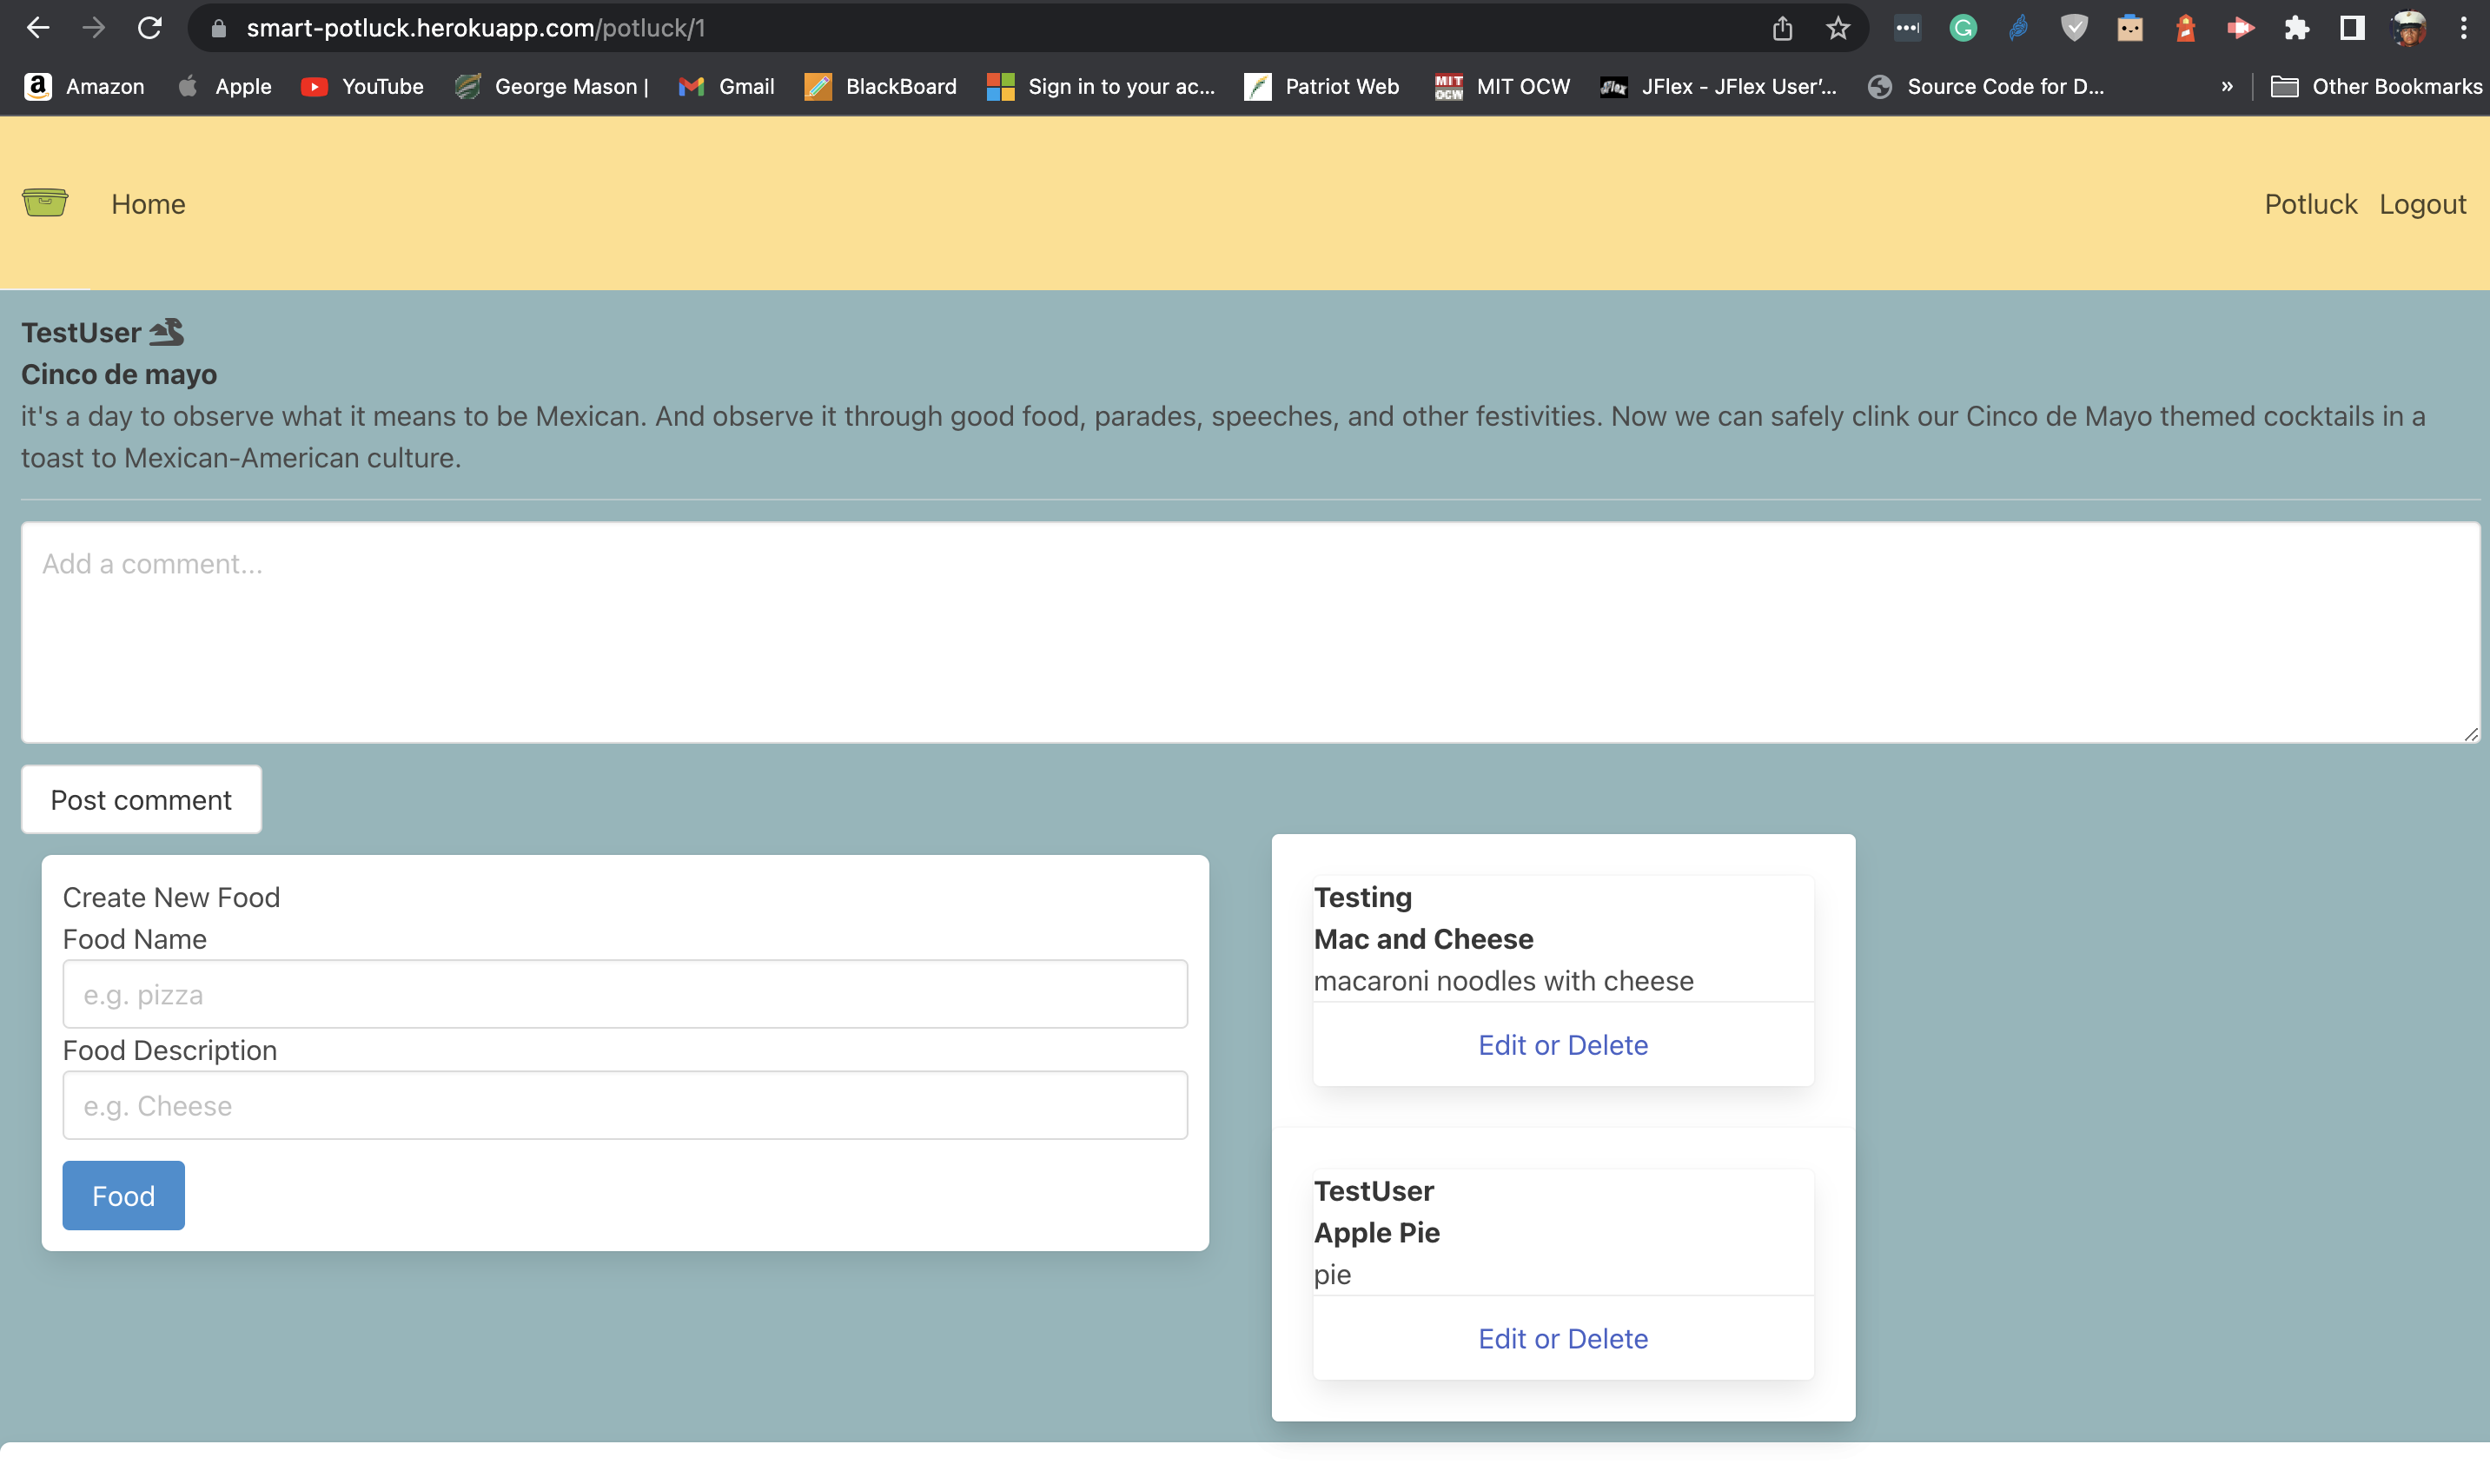 smart-potluck.herokuapp.com/potluck/1
Amazon Apple YouTube George Mason | Gmail BlackBoard Sign in to your ac... Patriot Web MIT OCW JFlex - JFlex User'... Source Code for D... » Other Bookmarks
Home Potluck Logout
TestUser
Cinco de mayo
it's a day to observe what it means to be Mexican. And observe it through good food, parades, speeches, and other festivities. Now we can safely clink our Cinco de Mayo themed cocktails in a
toast to Mexican-American culture.
Add a comment...
Post comment
Create New Food
Food Name
e.g. pizza
Food Description
e.g. Cheese
Food
Testing
Mac and Cheese
macaroni noodles with cheese
Edit or Delete
TestUser
Apple Pie
pie
Edit or Delete